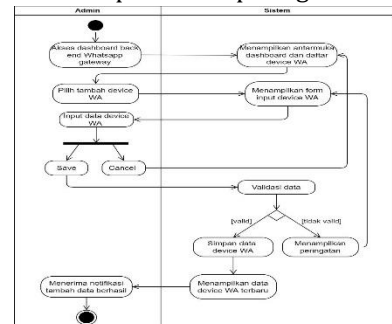 Admin
Sistem
Akses dashboard back
end Whatsapp
gateway
Menampilkan antarmuka
dashboard dan daftar
device WA
Pilih tambah device
WA
Menampilkan form
input device WA
Input data device
WA
Save
Cancel
Validasi data
[valid]
[tidak valid]
Simpan data
device WA
Menampilkan
peringatan
Menerima notifikasi
tambah data berhasil
Menampilkan data
device WA terbaru